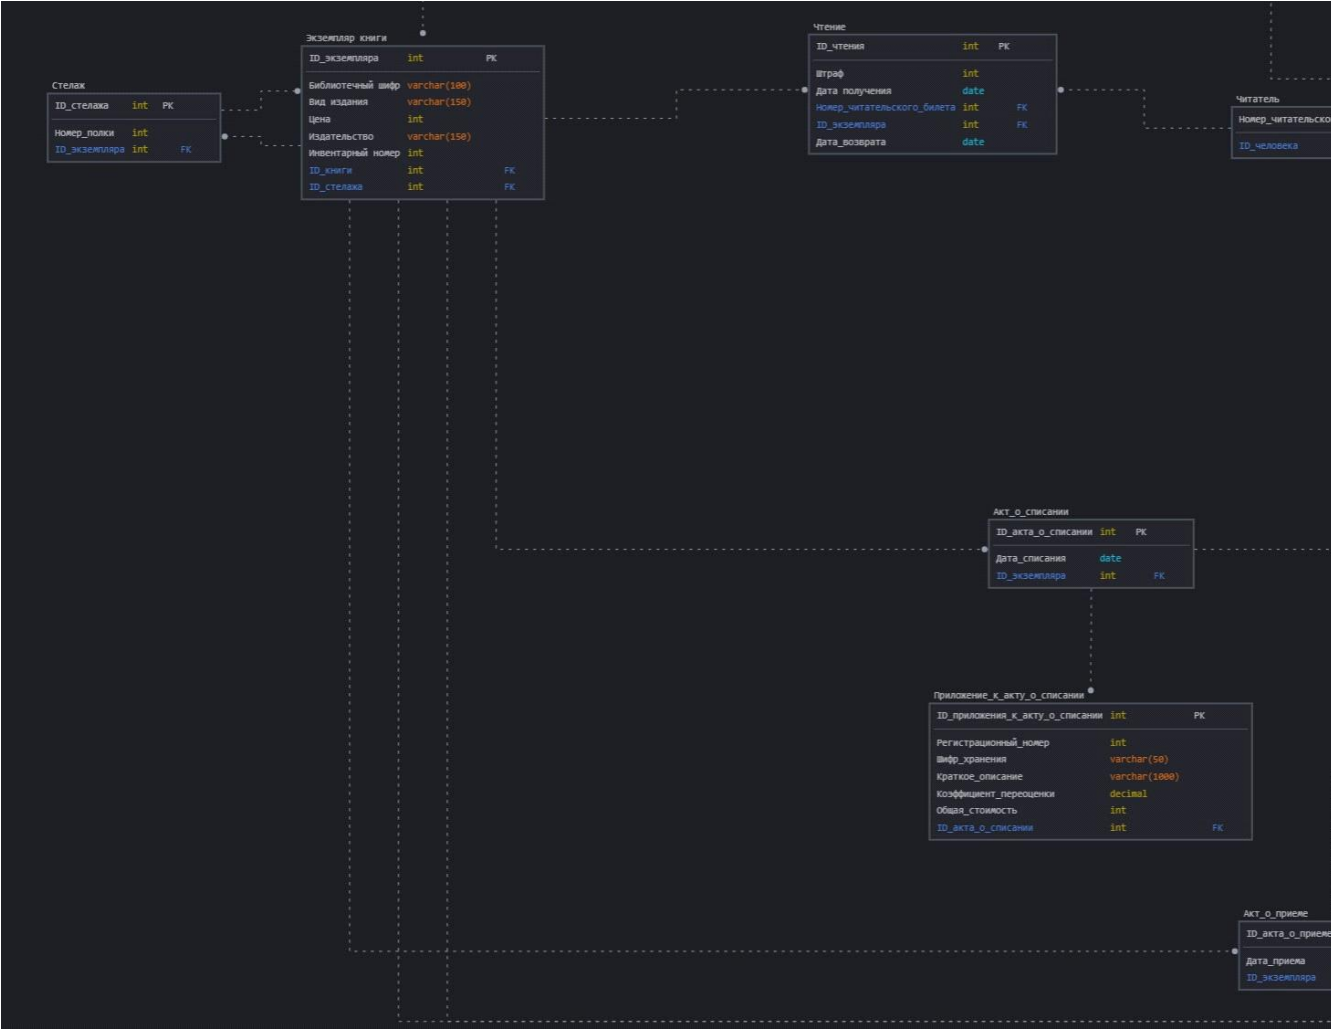 Экземпляр книги
ID_экземпляра int PK
Библиотечный шифр varchar(100)
Вид издания varchar(150)
Цена int
Издательство varchar(150)
Инвентарный номер int
ID_книги int FK
ID_стелажа int FK
Стелаж
ID_стелажа int PK
Номер_полки int
ID_экземпляра int FK
Чтение
ID_чтения int PK
Штраф int
Дата получения date
Номер_читательского_билета int FK
ID_экземпляра int FK
Дата_возврата date
Читатель
Номер_читательско
ID_человека
Акт_о_списании
ID_акта_о_списании int PK
Дата_списания date
ID_экземпляра int FK
Приложение_к_акту_о_списании
ID_приложения_к_акту_о_списании int PK
Регистрационный_номер int
Шифр_хранения varchar(50)
Краткое_описание varchar(1000)
Коэффициент_переоценки decimal
Общая_стоимость int
ID_акта_о_списании int FK
Акт_о_приеме
ID_акта_о_приеме
Дата_приема
ID_экземпляра